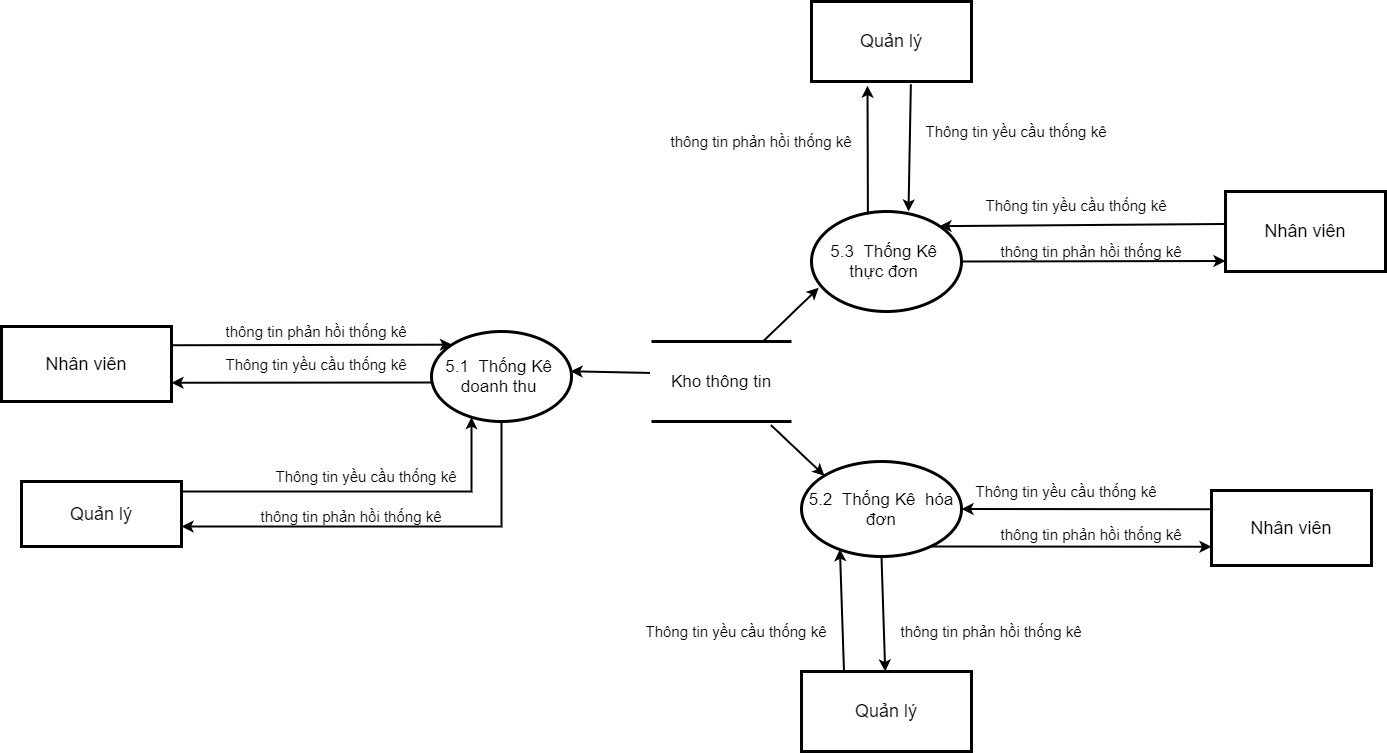 Quản lý
thông tin phản hồi thống kê
Thông tin yều cầu thống kê
Thông tin yều cầu thống kê
Nhân viên
5.3 Thống Kê
thực đơn
thông tin phản hồi thống kê
thông tin phản hồi thống kê
Nhân viên
Thông tin yều cầu thống kê
5.1 Thống Kê
doanh thu
Kho thông tin
Thông tin yều cầu thống kê
Quản lý
thông tin phản hồi thống kê
5.2 Thống Kê hóa
đơn
Thông tin yều cầu thống kê
Nhân viên
thông tin phản hồi thống kê
Thông tin yều cầu thống kê
thông tin phản hồi thống kê
Quản lý